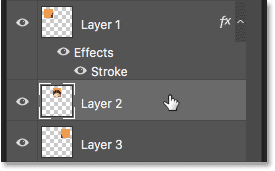 Layer 1 fx
Effects
Stroke
Layer 2
Layer 3